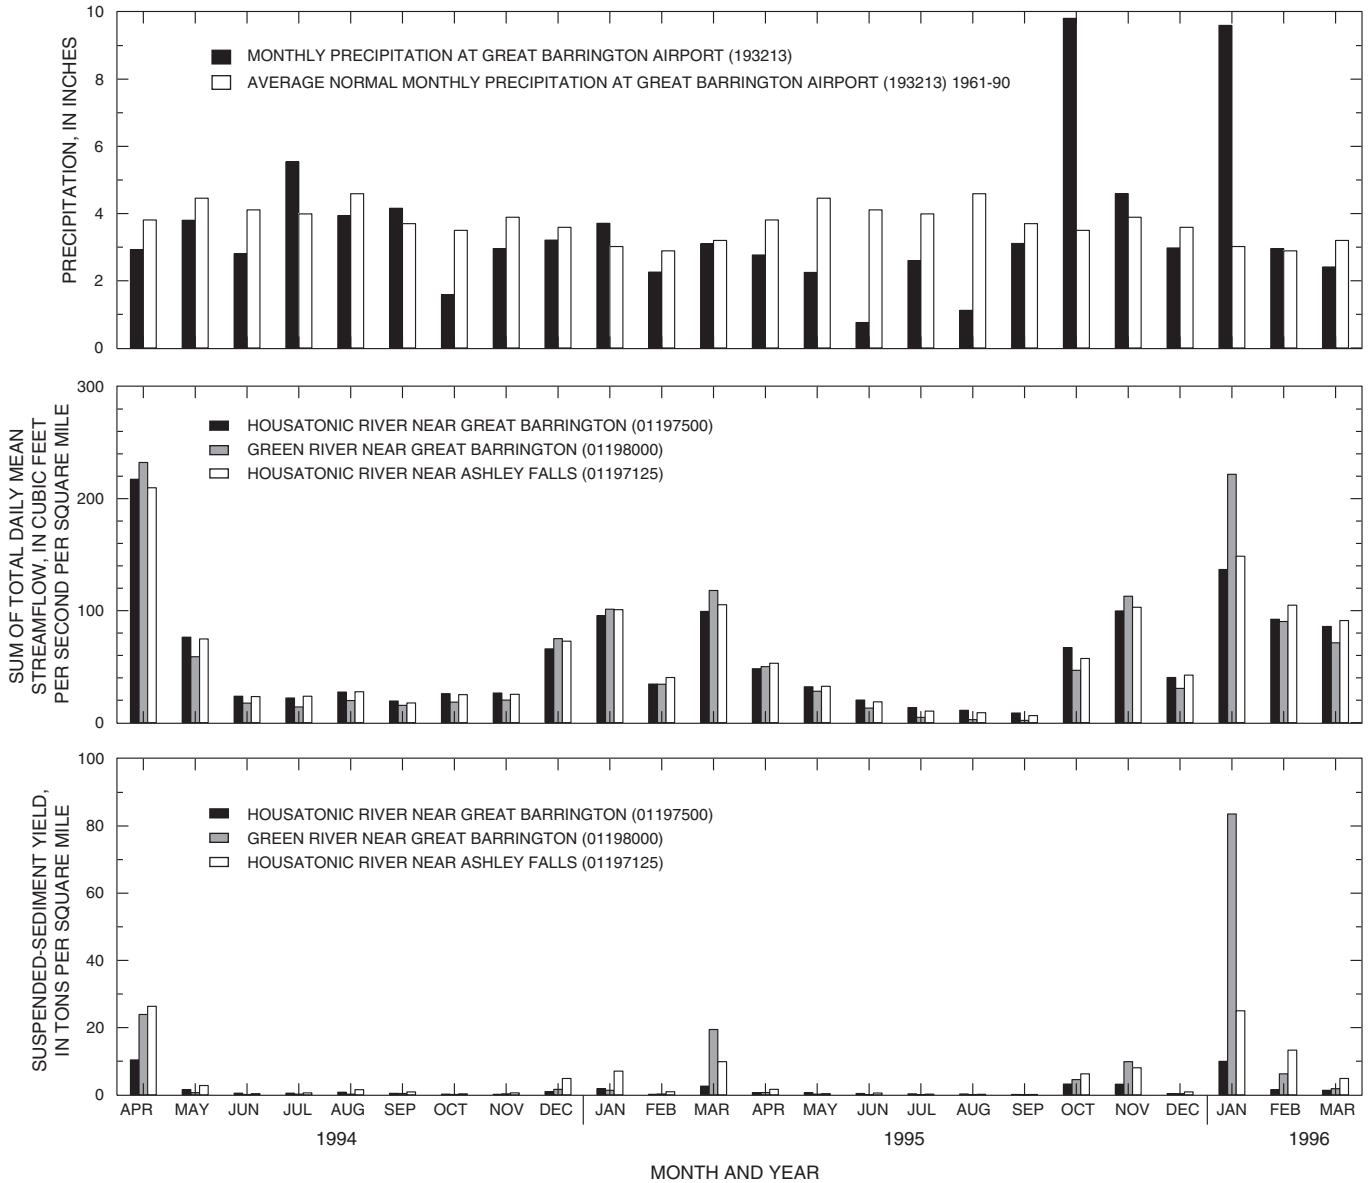 10
8
6
4
2
0
PRECIPITATION, IN INCHES
MONTHLY PRECIPITATION AT GREAT BARRINGTON AIRPORT (193213)
AVERAGE NORMAL MONTHLY PRECIPITATION AT GREAT BARRINGTON AIRPORT (193213) 1961-90
300
200
100
0
SUM OF TOTAL DAILY MEAN
STREAMFLOW, IN CUBIC FEET
PER SECOND PER SQUARE MILE
HOUSATONIC RIVER NEAR GREAT BARRINGTON (01197500)
GREEN RIVER NEAR GREAT BARRINGTON (01198000)
HOUSATONIC RIVER NEAR ASHLEY FALLS (01197125)
100
80
60
40
20
0
SUSPENDED-SEDIMENT YIELD,
IN TONS PER SQUARE MILE
HOUSATONIC RIVER NEAR GREAT BARRINGTON (01197500)
GREEN RIVER NEAR GREAT BARRINGTON (01198000)
HOUSATONIC RIVER NEAR ASHLEY FALLS (01197125)
APR MAY JUN JUL AUG SEP OCT NOV DEC JAN FEB MAR APR MAY JUN JUL AUG SEP OCT NOV DEC JAN FEB MAR
1994 1995 1996
MONTH AND YEAR